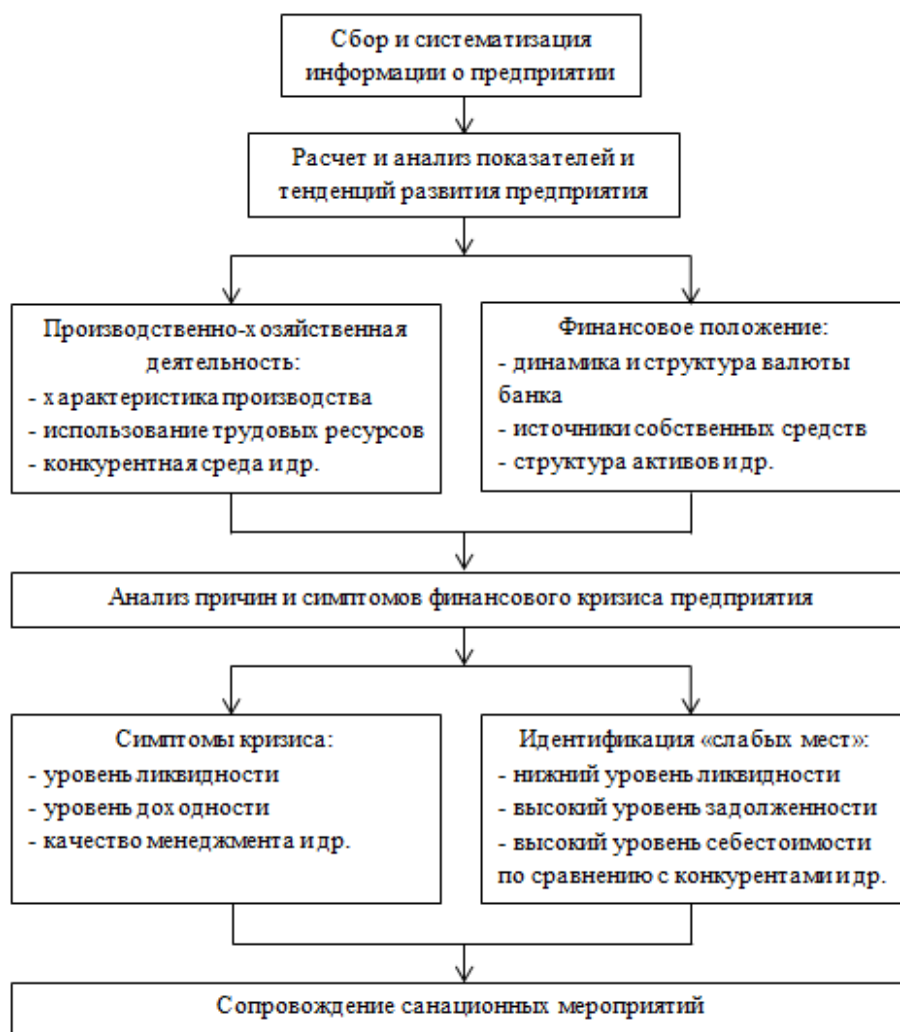 Сбор и систематизация
информации о предприятии
Расчет и анализ показателей и
тенденций развития предприятия
Производственно-хозяйственная
деятельность:
- характеристика производства
- использование трудовых ресурсов
- конкурентная среда и др.
Финансовое положение:
- динамика и структура валюты
банка
- источники собственных средств
- структура активов и др.
Анализ причин и симптомов финансового кризиса предприятия
Симптомы кризиса:
- уровень ликвидности
- уровень доходности
- качество менеджмента и др.
Идентификация «слабых мест»:
- нижний уровень ликвидности
- высокий уровень задолженности
- высокий уровень себестоимости
по сравнению с конкурентами и др.
Сопровождение санационных мероприятий